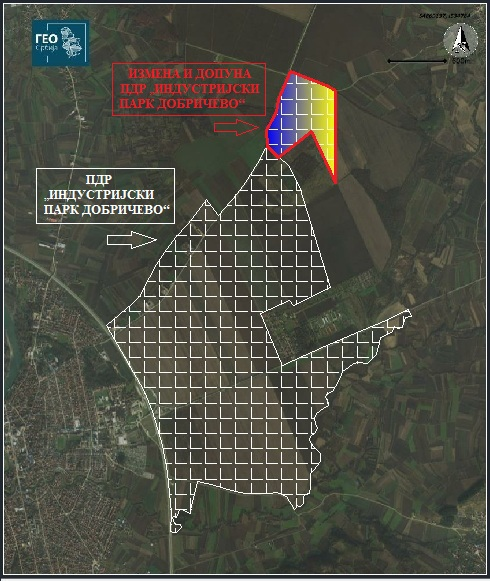 ГЕО
Србија
ИЗМЕНА И ДОПУНА
ПДР „ИНДУСТРИЈСКИ
ПАРК ДОБРИЧЕВО“
ПДР
„ИНДУСТРИЈСКИ
ПАРК ДОБРИЧЕВО“